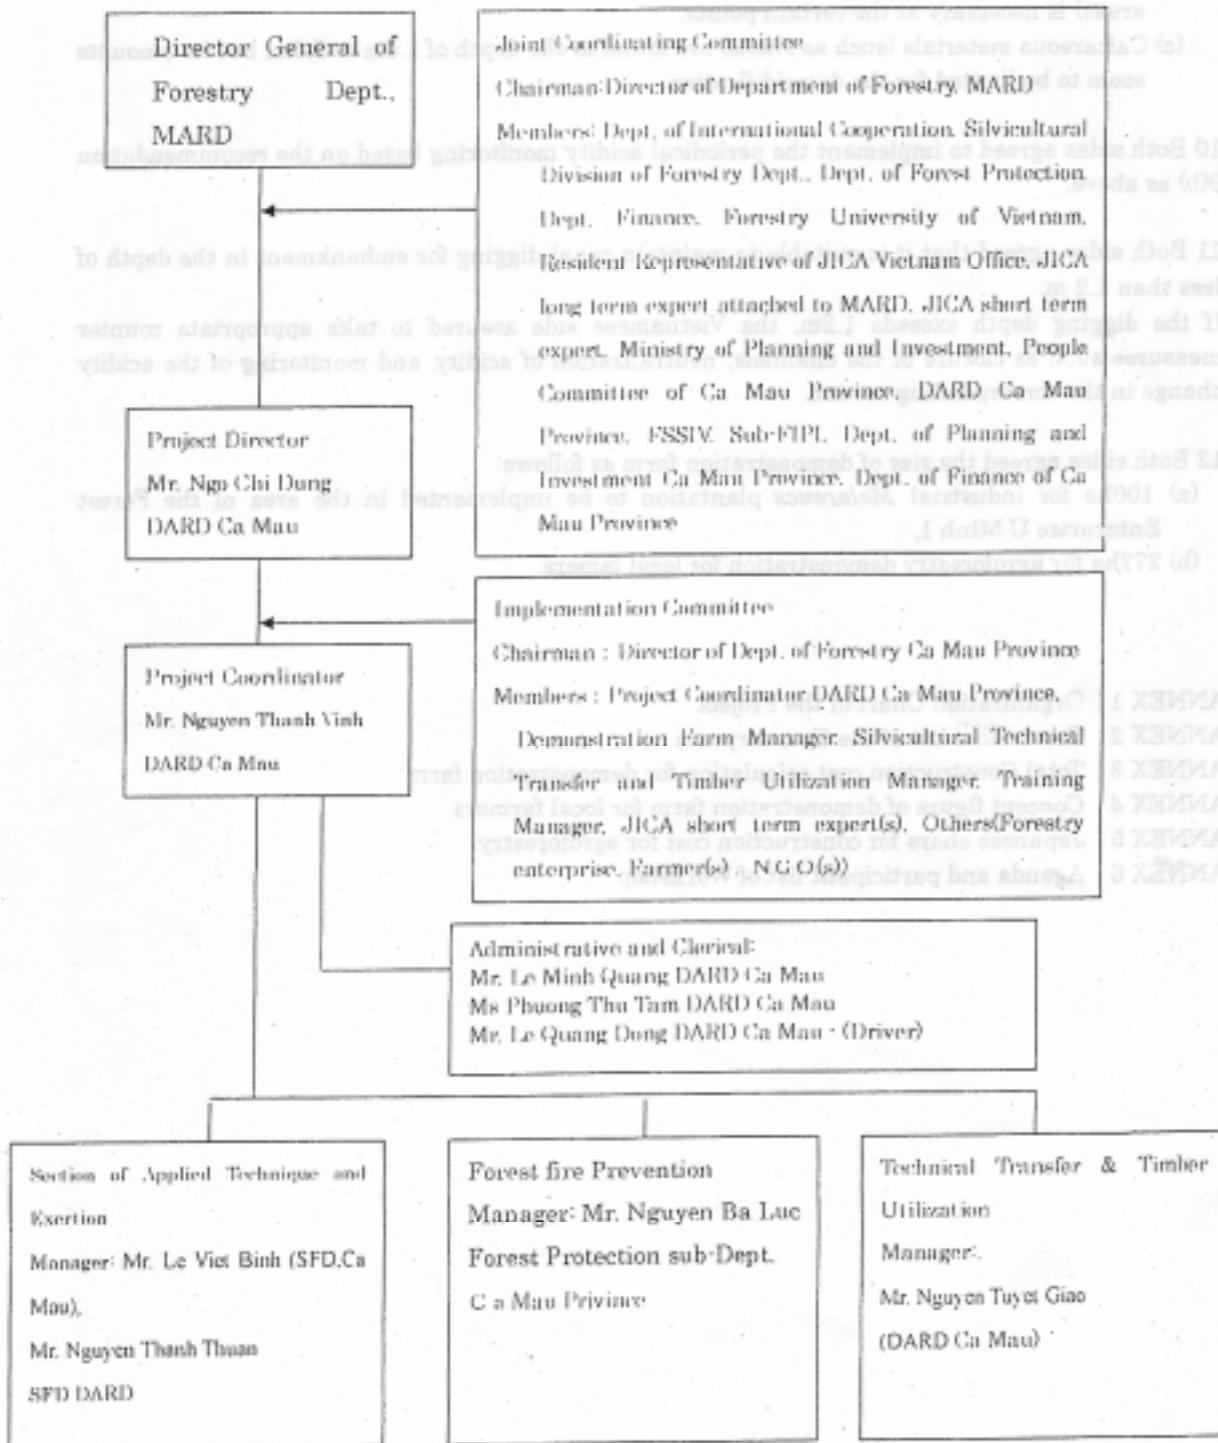 Director General of
Forestry Dept.,
MARD
Joint Coordinating Committee
Chairman:Director of Department of Forestry, MARD
Members: Dept. of International Cooperation, Silvicultural
Division of Forestry Dept., Dept. of Forest Protection,
Dept. Finance, Forestry University of Vietnam,
Resident Representative of JICA Vietnam Office, JICA
long term expert attached to MARD, JICA short term
expert, Ministry of Planning and Investment, People
Committee of Ca Mau Province, DARD Ca Mau
Province, FSSIV, Sub-FIPI, Dept. of Planning and
Investment Ca Mau Province, Dept. of Finance of Ca
Mau Province
Project Director
Mr. Ngo Chi Dung
DARD Ca Mau
Implementation Committee
Chairman : Director of Dept. of Forestry Ca Mau Province
Members : Project Coordinator DARD Ca Mau Province,
Demonstration Farm Manager, Silvicultural Technical
Transfer and Timber Utilization Manager, Training
Manager, JICA short term expert(s), Others(Forestry
enterprise, Farmer(s) , N G O(s))
Project Coordinator
Mr. Nguyen Thanh Vinh
DARD Ca Mau
Administrative and Clerical:
Mr. Le Minh Quang DARD Ca Mau
Ms Phuong Thu Tam DARD Ca Mau
Mr. Le Quang Dung DARD Ca Mau - (Driver)
Section of Applied Technique and
Exertion
Manager: Mr. Le Viet Binh (SFD,Ca
Mau),
Mr. Nguyen Thanh Thuan
SFD DARD
Forest fire Prevention
Manager: Mr. Nguyen Ba Luc
Forest Protection sub-Dept.
C a Mau Privince
Technical Transfer & Timber
Utilization
Manager:.
Mr. Nguyen Tuyet Giao
(DARD Ca Mau)